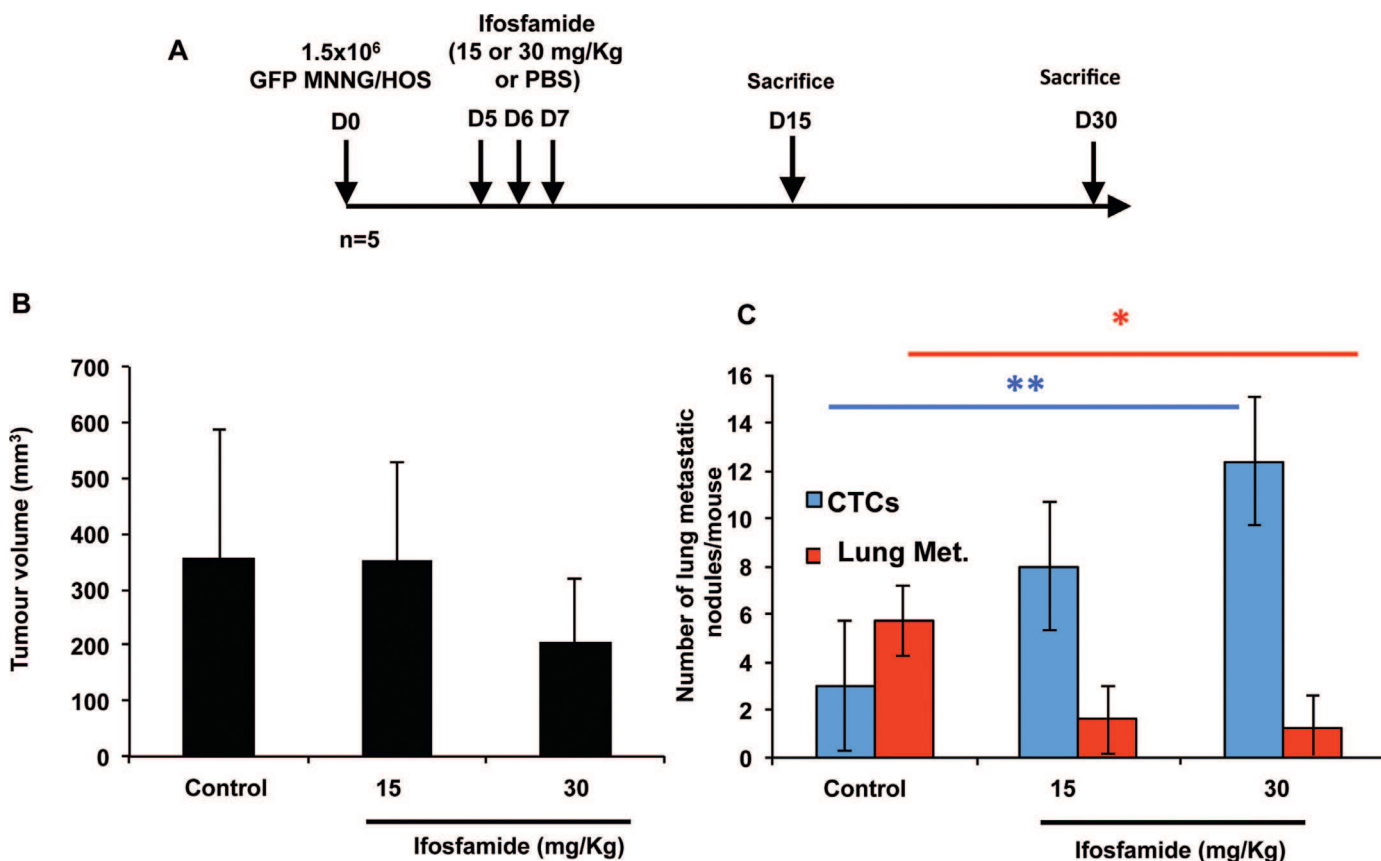 A
1.5x10⁶
GFP MNNG/HOS
D0
Ifosfamide
(15 or 30 mg/Kg
or PBS)
D5 D6 D7
Sacrifice
D15
Sacrifice
D30
n=5
B
Tumour volume (mm³)
700
600
500
400
300
200
100
0
Control
15
30
Ifosfamide (mg/Kg)
C
*
**
Number of lung metastatic
nodules/mouse
16
14
12
10
8
6
4
2
0
CTCs
Lung Met.
Control
15
30
Ifosfamide (mg/Kg)